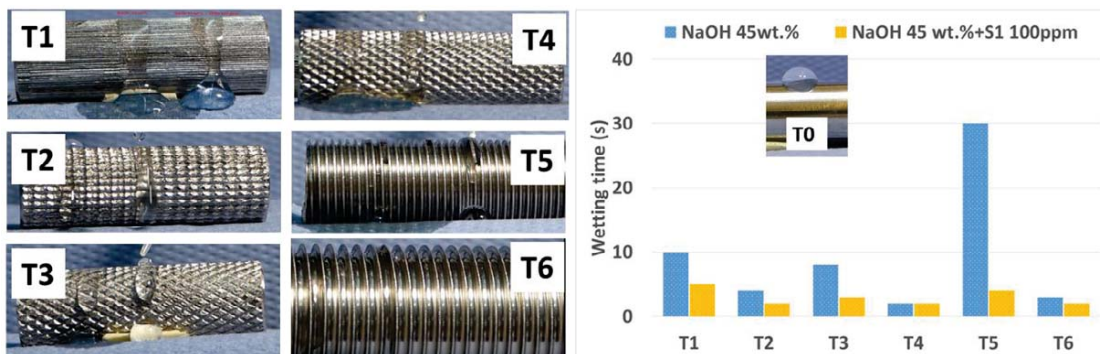 T1
T4
T2
T5
T3
T6
NaOH 45wt.% NaOH 45 wt.%+S1 100ppm
Wetting time (s)
40
30
20
10
0
T0
T1 T2 T3 T4 T5 T6